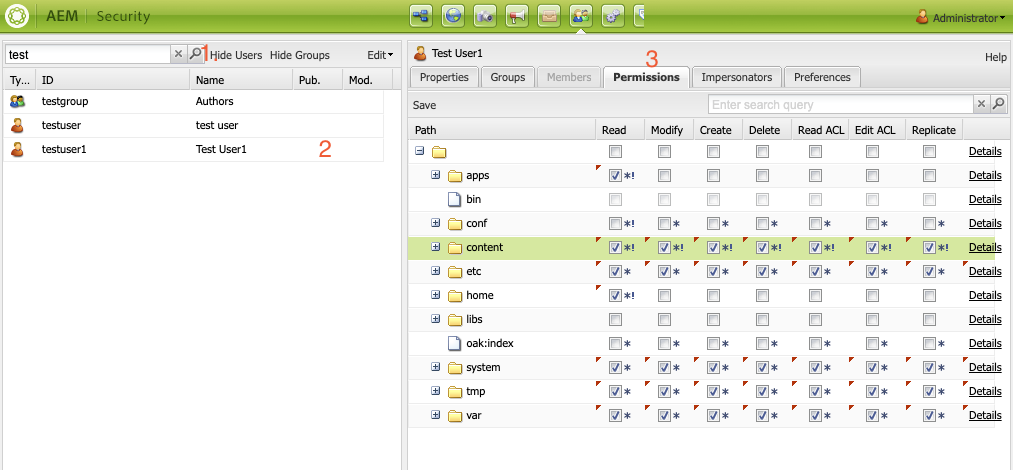 AEM Security Administrator
test 1. Hide Users Hide Groups Edit
Ty... ID Name Pub. Mod.
testgroup Authors
testuser test user
testuser1 Test User1 2
Test User1 3 Help
Properties Groups Members Permissions Impersonators Preferences
Save Enter search query
Path Read Modify Create Delete Read ACL Edit ACL Replicate
Details
apps *! Details
bin Details
conf *! * * * * * * Details
content *! *! *! *! *! *! *! Details
etc * * * * * * * Details
home *! Details
libs Details
oak:index * * * * * * * Details
system * * * * * * * Details
tmp * * * * * * * Details
var * * * * * * * Details